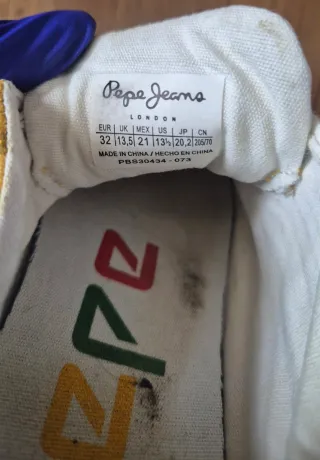 Pepe Jeans
LONDON
EUR UK MEX US JP CN
32 13,5 21 13½ 20,2 205/70
MADE IN CHINA / HECHO EN CHINA
PBS30434 - 073
epe